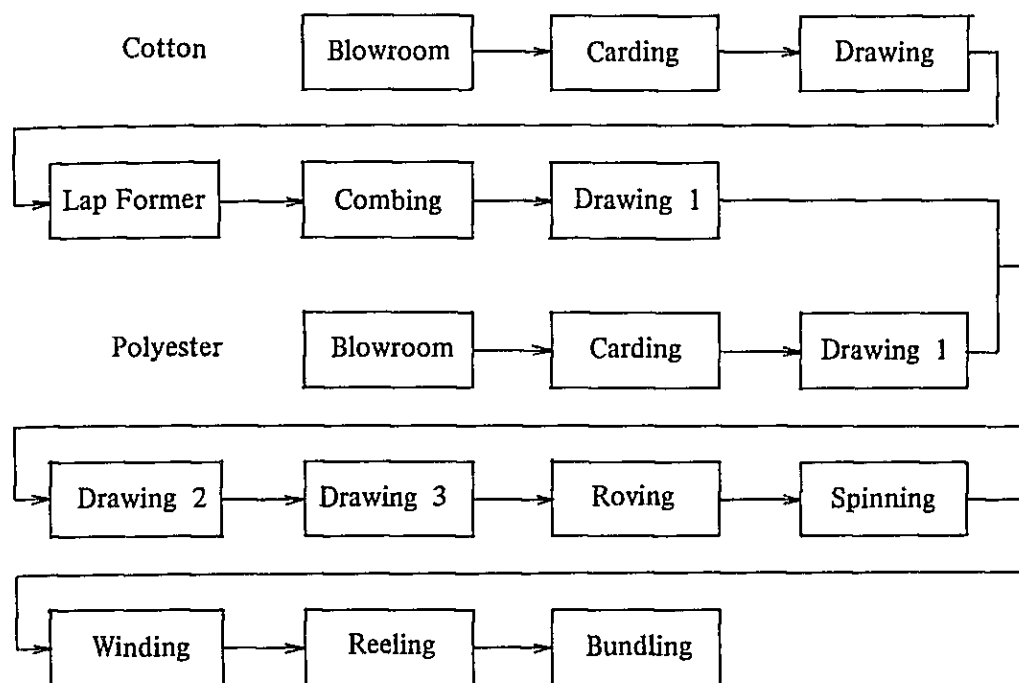 Cotton Blowroom Carding Drawing
Lap Former Combing Drawing 1
Polyester Blowroom Carding Drawing 1
Drawing 2 Drawing 3 Roving Spinning
Winding Reeling Bundling